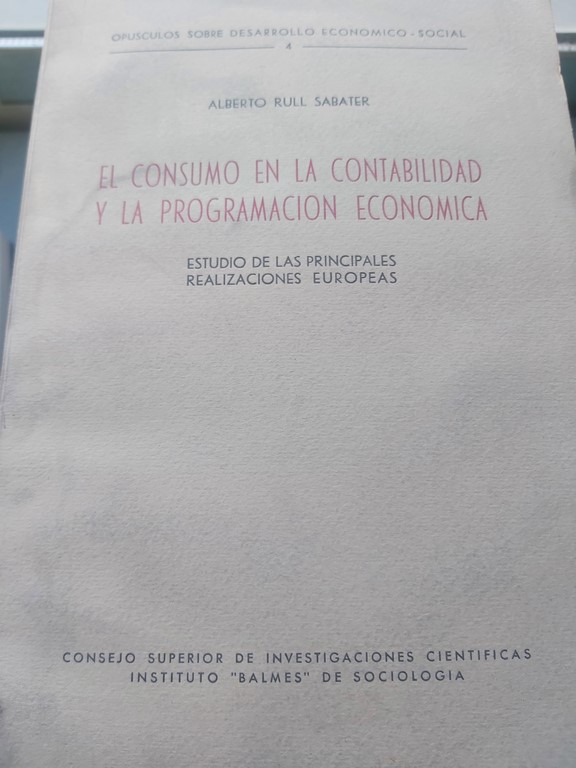 OPUSCULOS SOBRE DESARROLLO ECONOMICO - SOCIAL
4
ALBERTO RULL SABATER
EL CONSUMO EN LA CONTABILIDAD
Y LA PROGRAMACION ECONOMICA
ESTUDIO DE LAS PRINCIPALES
REALIZACIONES EUROPEAS
CONSEJO SUPERIOR DE INVESTIGACIONES CIENTIFICAS
INSTITUTO "BALMES" DE SOCIOLOGIA